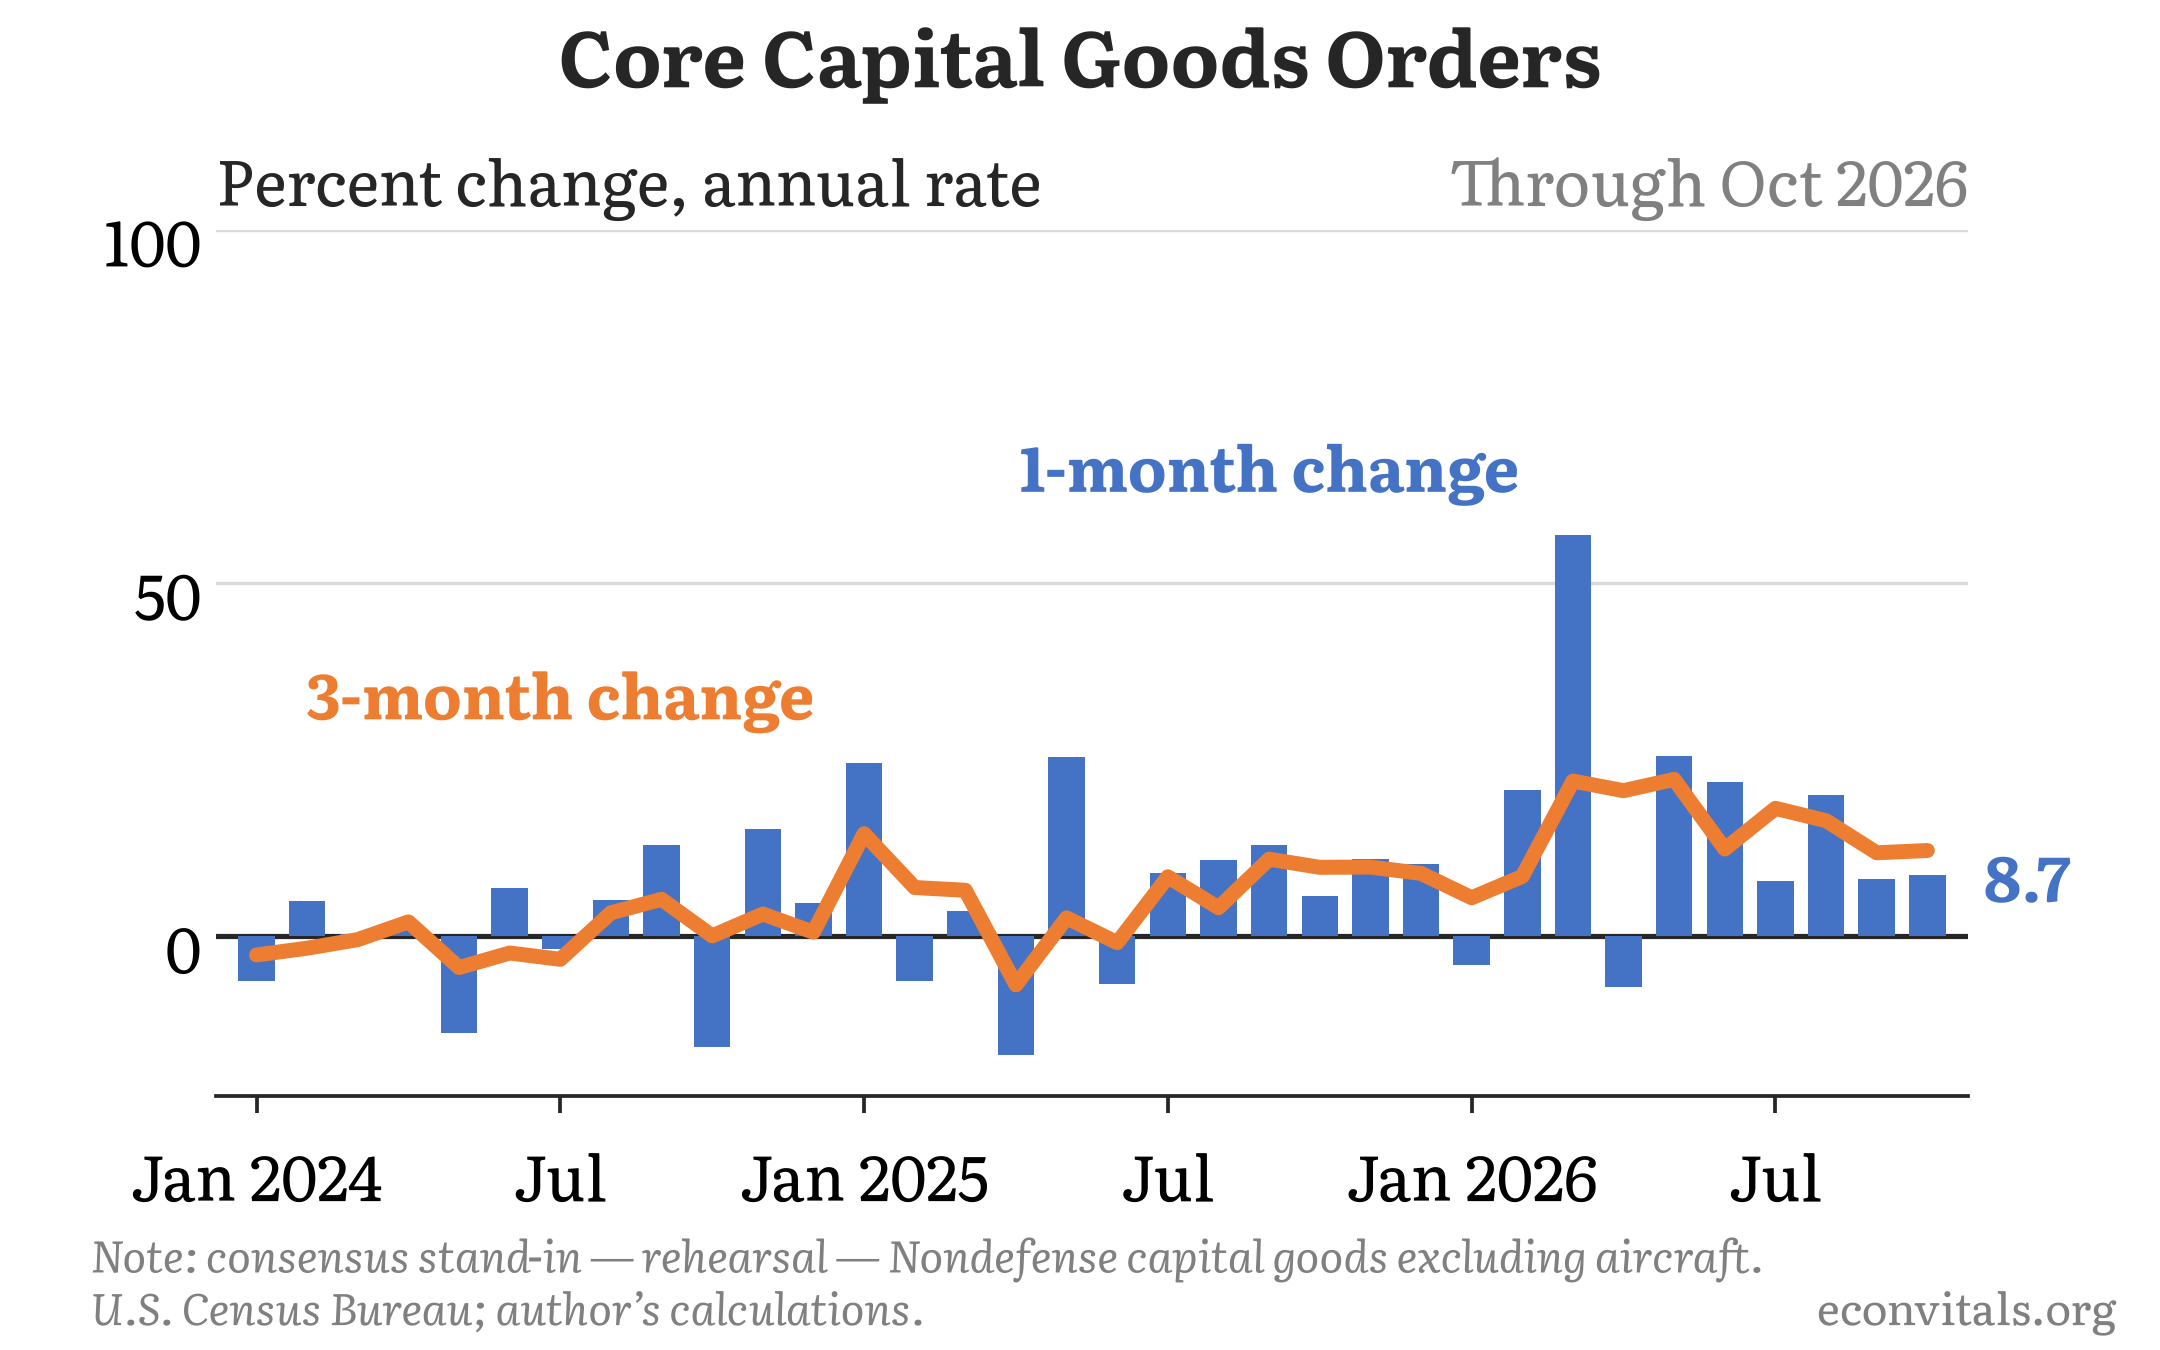 Core Capital Goods Orders
Percent change, annual rate
Through Oct 2026
100
1-month change
50
3-month change
8.7
0
Jan 2024 Jul Jan 2025 Jul Jan 2026 Jul
Note: consensus stand-in — rehearsal — Nondefense capital goods excluding aircraft.
U.S. Census Bureau; author’s calculations.
econvitals.org